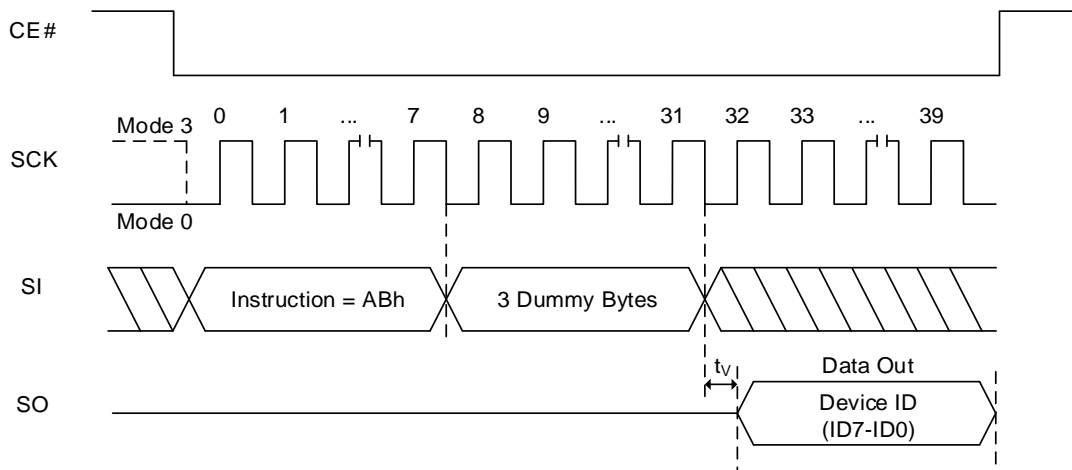 CE#
0 1 ... 7 8 9 ... 31 32 33 ... 39
Mode 3
SCK
Mode 0
SI
Instruction = ABh
3 Dummy Bytes
tV
Data Out
SO
Device ID
(ID7-ID0)